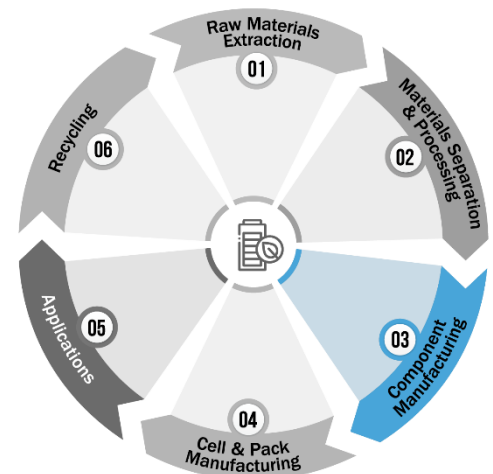 Raw Materials
Extraction
01
Materials Separation
& Processing
02
03
Component
Manufacturing
04
Cell & Pack
Manufacturing
05
Applications
06
Recycling